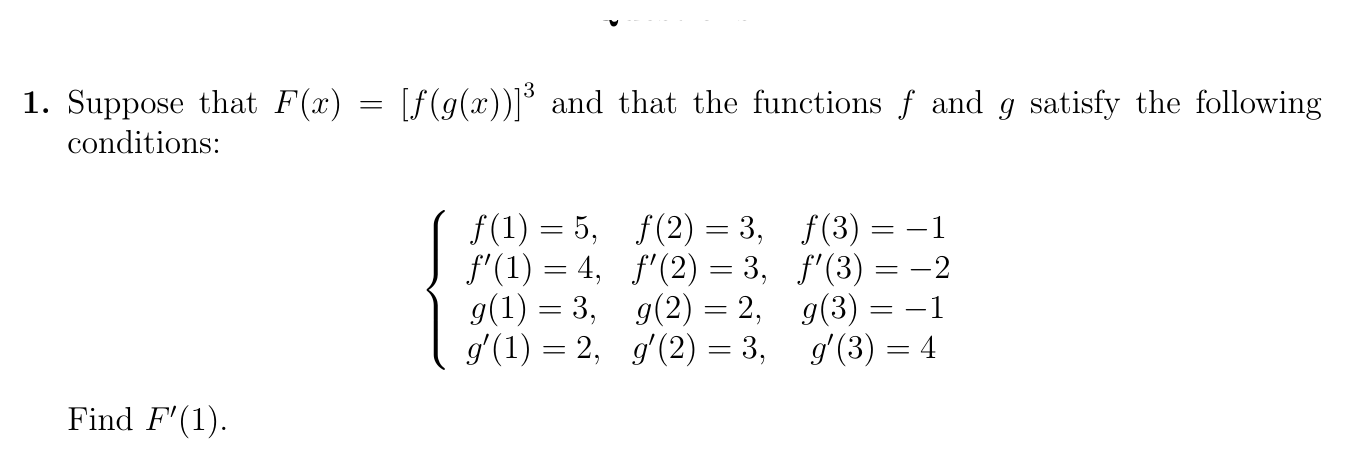 1. Suppose that F(x) = [f(g(x))]³ and that the functions f and g satisfy the following
conditions:
f(1) = 5, f(2) = 3, f(3) = −1
f′(1) = 4, f′(2) = 3, f′(3) = −2
g(1) = 3, g(2) = 2, g(3) = −1
g′(1) = 2, g′(2) = 3, g′(3) = 4
Find F′(1).